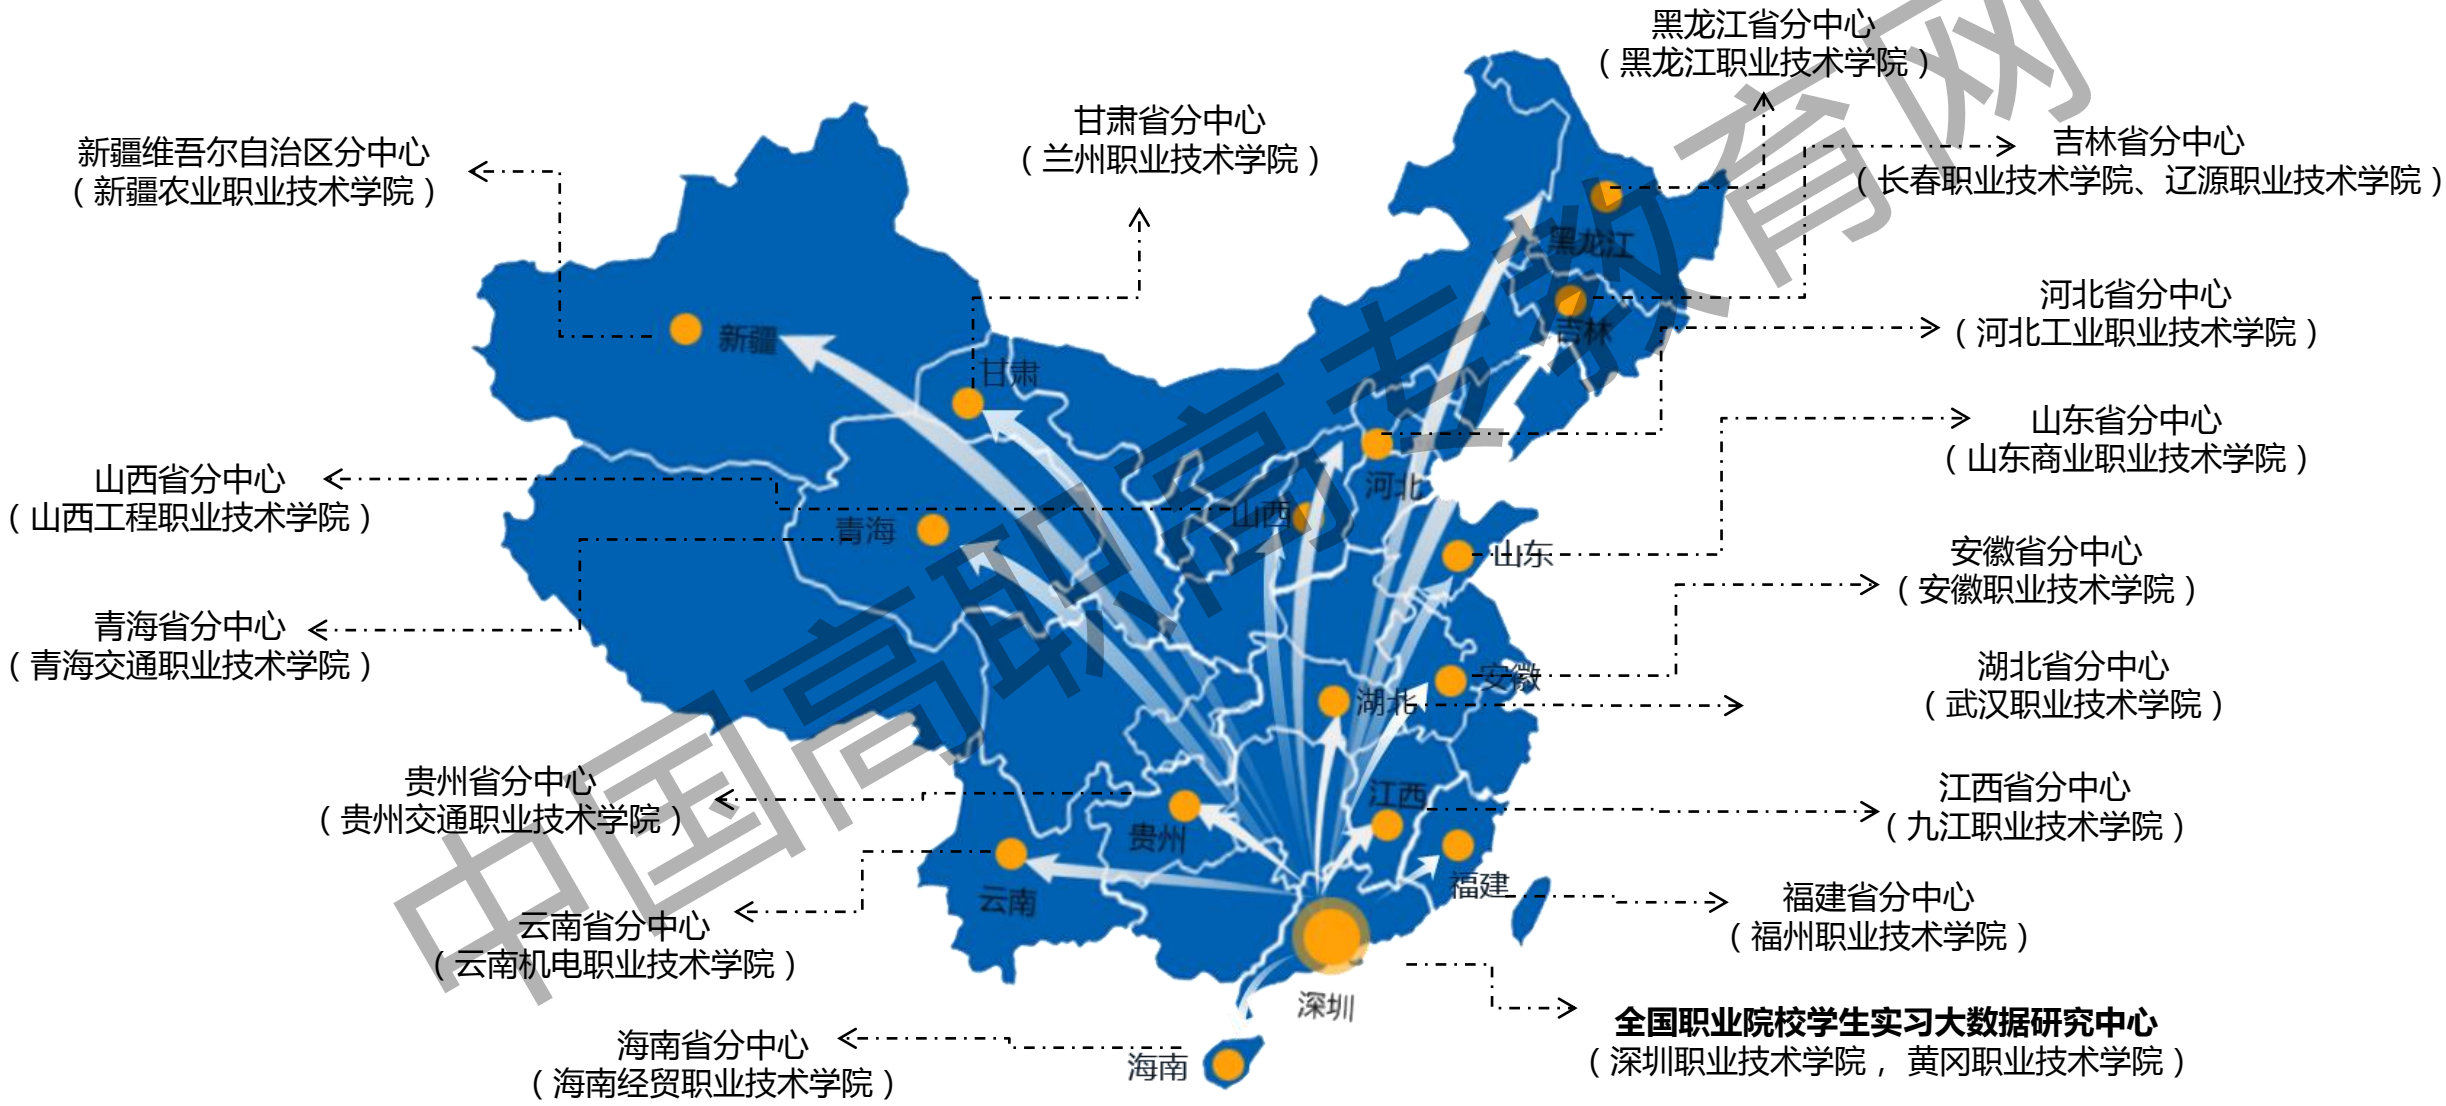 黑龙江省分中心
（黑龙江职业技术学院）
甘肃省分中心
（兰州职业技术学院）
新疆维吾尔自治区分中心
（新疆农业职业技术学院）
吉林省分中心
（长春职业技术学院、辽源职业技术学院）
黑龙江
河北省分中心
（河北工业职业技术学院）
新疆
吉林
甘肃
山东省分中心
（山东商业职业技术学院）
山西省分中心
（山西工程职业技术学院）
河北
山西
青海
山东
安徽省分中心
（安徽职业技术学院）
青海省分中心
（青海交通职业技术学院）
安徽
湖北
湖北省分中心
（武汉职业技术学院）
贵州省分中心
（贵州交通职业技术学院）
江西
贵州
江西省分中心
（九江职业技术学院）
云南
福建
云南省分中心
（云南机电职业技术学院）
福建省分中心
（福州职业技术学院）
深圳
全国职业院校学生实习大数据研究中心
（深圳职业技术学院，黄冈职业技术学院）
海南省分中心
（海南经贸职业技术学院）
海南
中国高职高专教育网